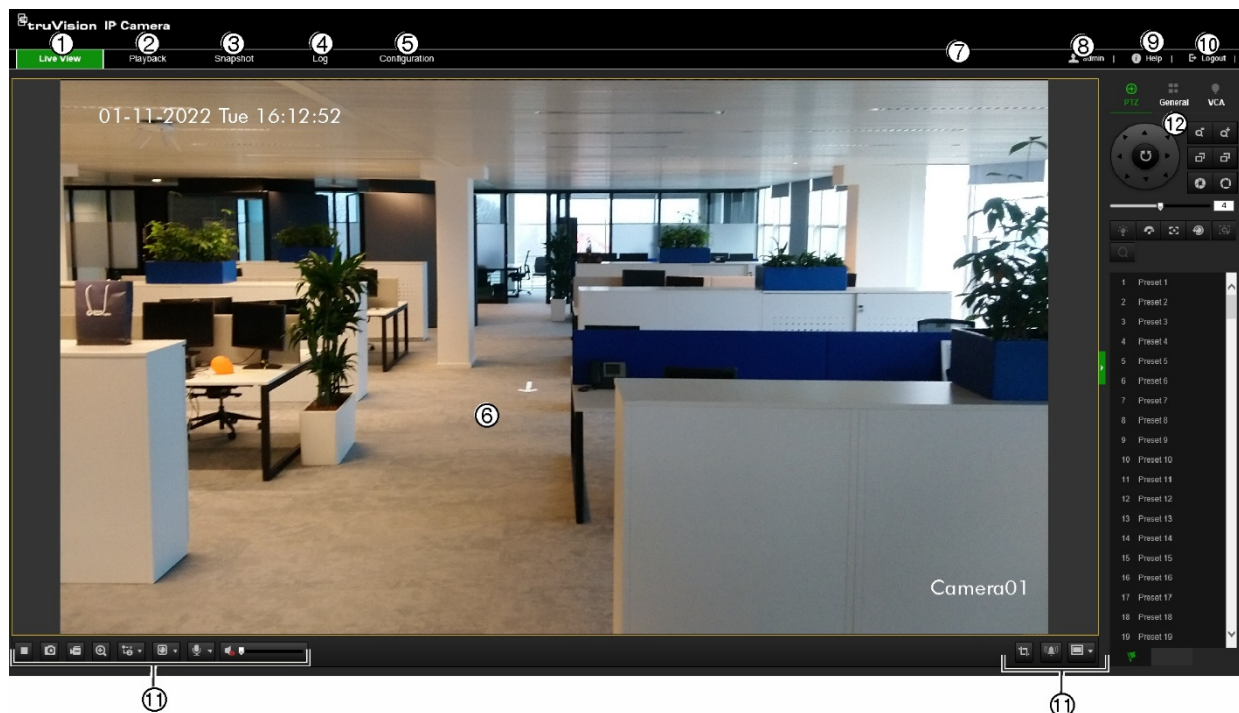 truVision IP Camera
1 2 3 4 5 7 8 9 10
Live View Playback Snapshot Log Configuration admin | Help | Logout |
01-11-2022 Tue 16:12:52
PTZ General VCA
12
4
1 Preset 1
2 Preset 2
3 Preset 3
4 Preset 4
5 Preset 5
6 Preset 6
7 Preset 7
8 Preset 8
9 Preset 9
10 Preset 10
11 Preset 11
12 Preset 12
13 Preset 13
14 Preset 14
15 Preset 15
16 Preset 16
17 Preset 17
18 Preset 18
19 Preset 19
6
Camera01
11 11